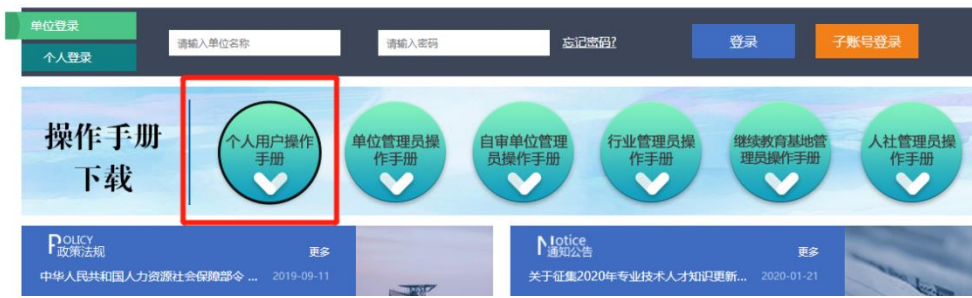 单位登录
个人登录
请输入单位名称
请输入密码
忘记密码?
登录
子账号登录
操作手册
下载
个人用户操作
手册
单位管理员操
作手册
自审单位管理
员操作手册
行业管理员操
作手册
继续教育基地管
理员操作手册
人社管理员操
作手册
POLICY
政策法规
更多
中华人民共和国人力资源社会保障部令 ... 2019-09-11
Notice
通知公告
更多
关于征集2020年专业技术人才知识更新... 2020-01-21